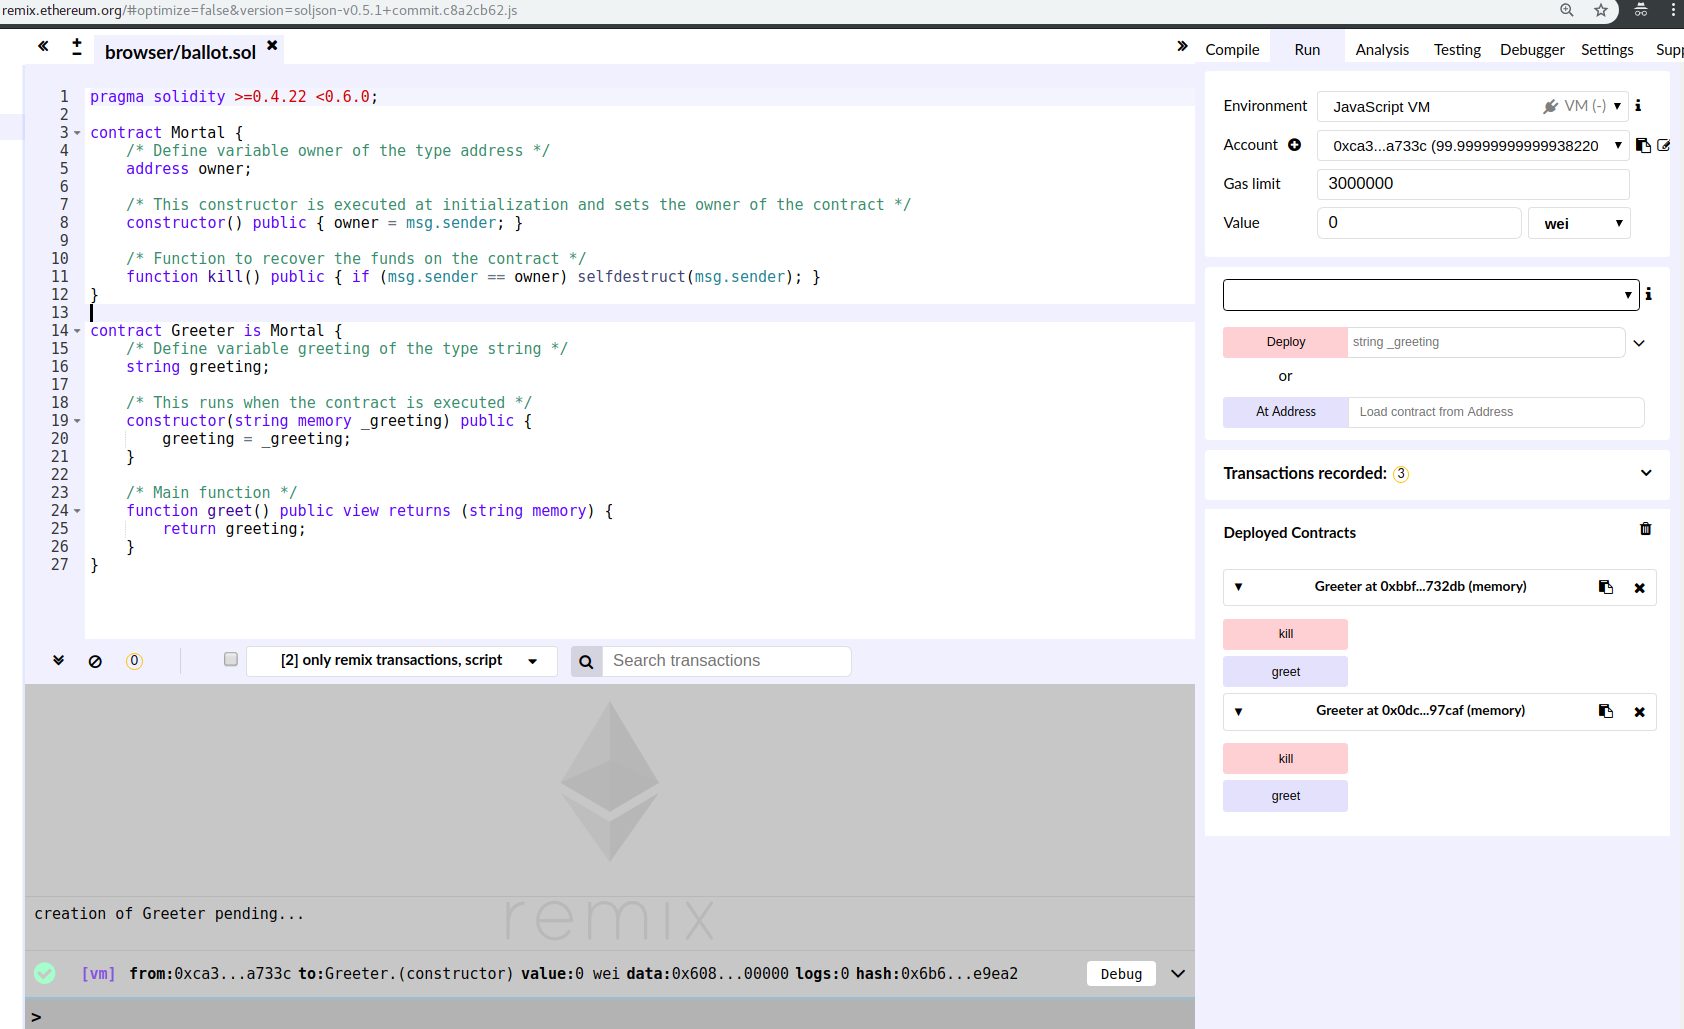 remix.ethereum.org/#optimize=false&version=soljson-v0.5.1+commit.c8a2cb62.js
browser/ballot.sol
Compile Run Analysis Testing Debugger Settings Supp
1 pragma solidity >=0.4.22 <0.6.0;
2
3 contract Mortal {
4 /* Define variable owner of the type address */
5 address owner;
6
7 /* This constructor is executed at initialization and sets the owner of the contract */
8 constructor() public { owner = msg.sender; }
9
10 /* Function to recover the funds on the contract */
11 function kill() public { if (msg.sender == owner) selfdestruct(msg.sender); }
12 }
13
14 contract Greeter is Mortal {
15 /* Define variable greeting of the type string */
16 string greeting;
17
18 /* This runs when the contract is executed */
19 constructor(string memory _greeting) public {
20 greeting = _greeting;
21 }
22
23 /* Main function */
24 function greet() public view returns (string memory) {
25 return greeting;
26 }
27 }
0
[2] only remix transactions, script
Search transactions
remix
creation of Greeter pending...
[vm] from:0xca3...a733c to:Greeter.(constructor) value:0 wei data:0x608...00000 logs:0 hash:0x6b6...e9ea2
Debug
>
Environment JavaScript VM VM (-)
Account 0xca3...a733c (99.99999999999938220
Gas limit 3000000
Value 0 wei
Deploy string _greeting
or
At Address Load contract from Address
Transactions recorded: 3
Deployed Contracts
Greeter at 0xbbf...732db (memory)
kill
greet
Greeter at 0x0dc...97caf (memory)
kill
greet